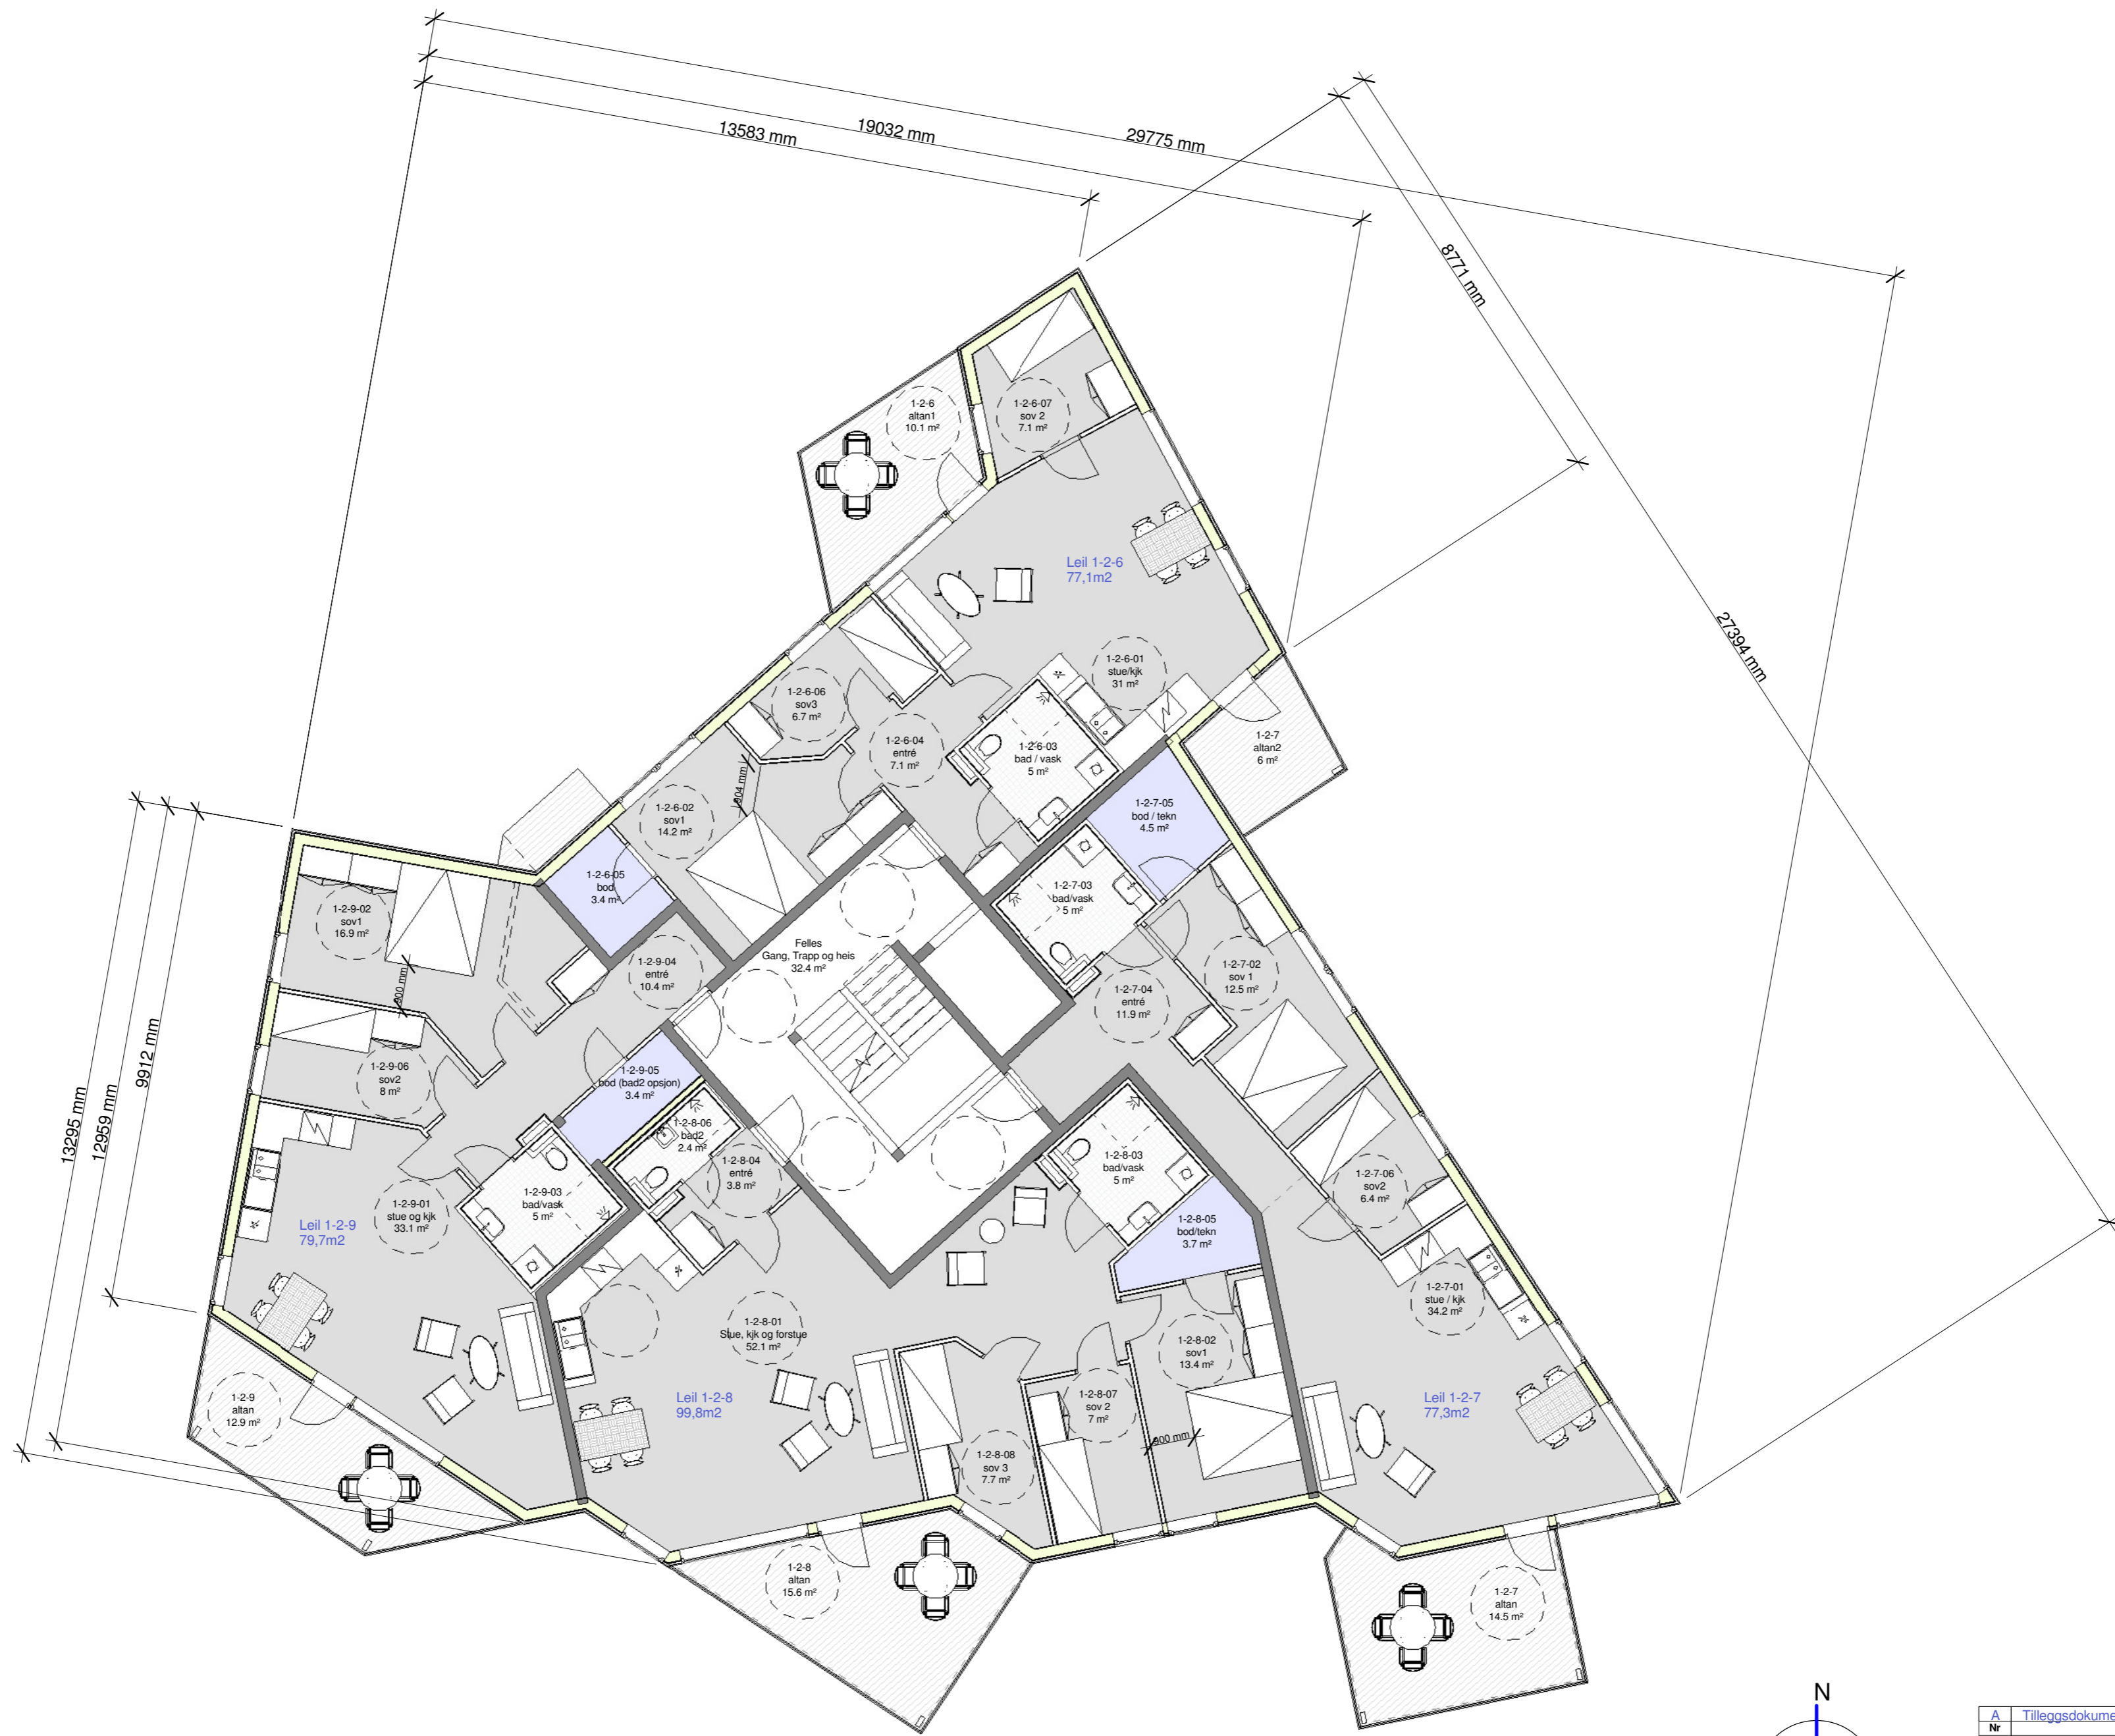 13583 mm
19032 mm
29775 mm
8771 mm
27394 mm
1-2-6
altan1
10.1 m²
1-2-6-07
sov 2
7.1 m²
Leil 1-2-6
77,1m2
1-2-6-01
stue/kjk
31 m²
1-2-6-06
sov3
6.7 m²
1-2-6-04
entré
7.1 m²
1-2-6-03
bad / vask
5 m²
1-2-7
altan2
6 m²
904 mm
1-2-6-02
sov1
14.2 m²
1-2-7-05
bod / tekn
4.5 m²
1-2-6-05
bod
3.4 m²
1-2-7-03
bad/vask
5 m²
1-2-9-02
sov1
16.9 m²
Felles
Gang, Trapp og heis
32.4 m²
1-2-9-04
entré
10.4 m²
1-2-7-02
sov 1
12.5 m²
1-2-7-04
entré
11.9 m²
900 mm
9912 mm
12959 mm
13295 mm
1-2-9-06
sov2
8 m²
1-2-9-05
bod (bad2 opsjon)
3.4 m²
1-2-8-06
bad2
2.4 m²
1-2-8-04
entré
3.8 m²
1-2-8-03
bad/vask
5 m²
1-2-7-06
sov2
6.4 m²
1-2-9-03
bad/vask
5 m²
1-2-9-01
stue og kjk
33.1 m²
Leil 1-2-9
79,7m2
1-2-8-05
bod/tekn
3.7 m²
1-2-7-01
stue / kjk
34.2 m²
1-2-8-01
Stue, kjk og forstue
52.1 m²
1-2-8-02
sov1
13.4 m²
1-2-9
altan
12.9 m²
Leil 1-2-8
99,8m2
1-2-8-07
sov 2
7 m²
Leil 1-2-7
77,3m2
900 mm
1-2-8-08
sov 3
7.7 m²
1-2-8
altan
15.6 m²
1-2-7
altan
14.5 m²
N
A Tilleggsdokume
Nr